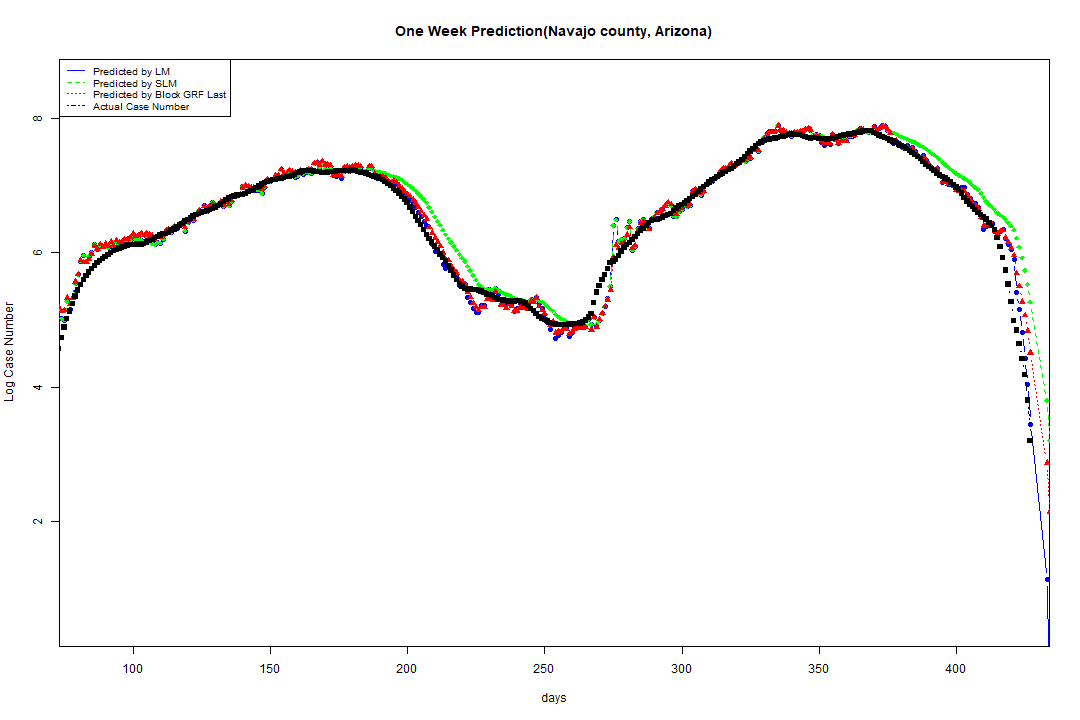 One Week Prediction(Navajo county, Arizona)
Predicted by LM
Predicted by SLM
Predicted by Block GRF Last
Actual Case Number
Log Case Number
8
6
4
2
100 150 200 250 300 350 400
days